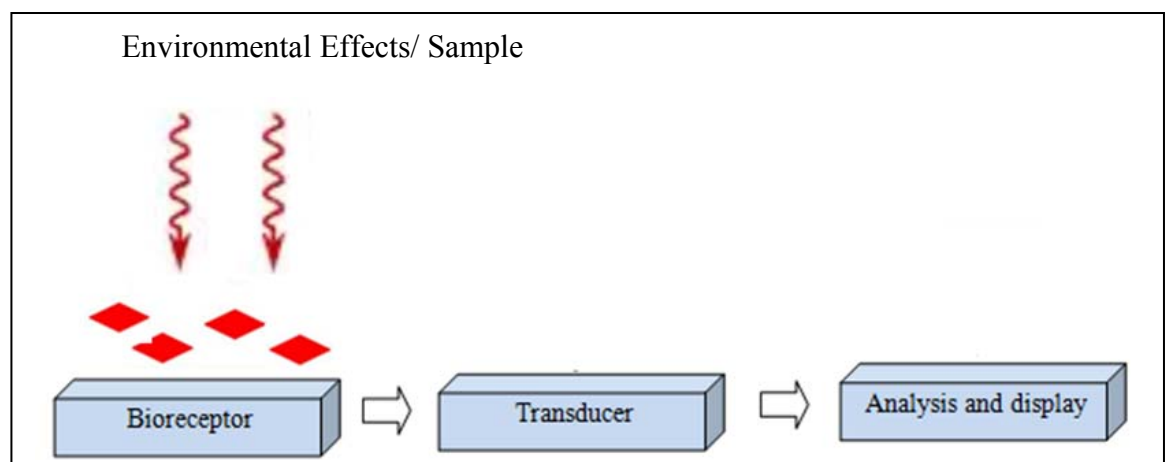 Environmental Effects/ Sample
Bioreceptor
Transducer
Analysis and display